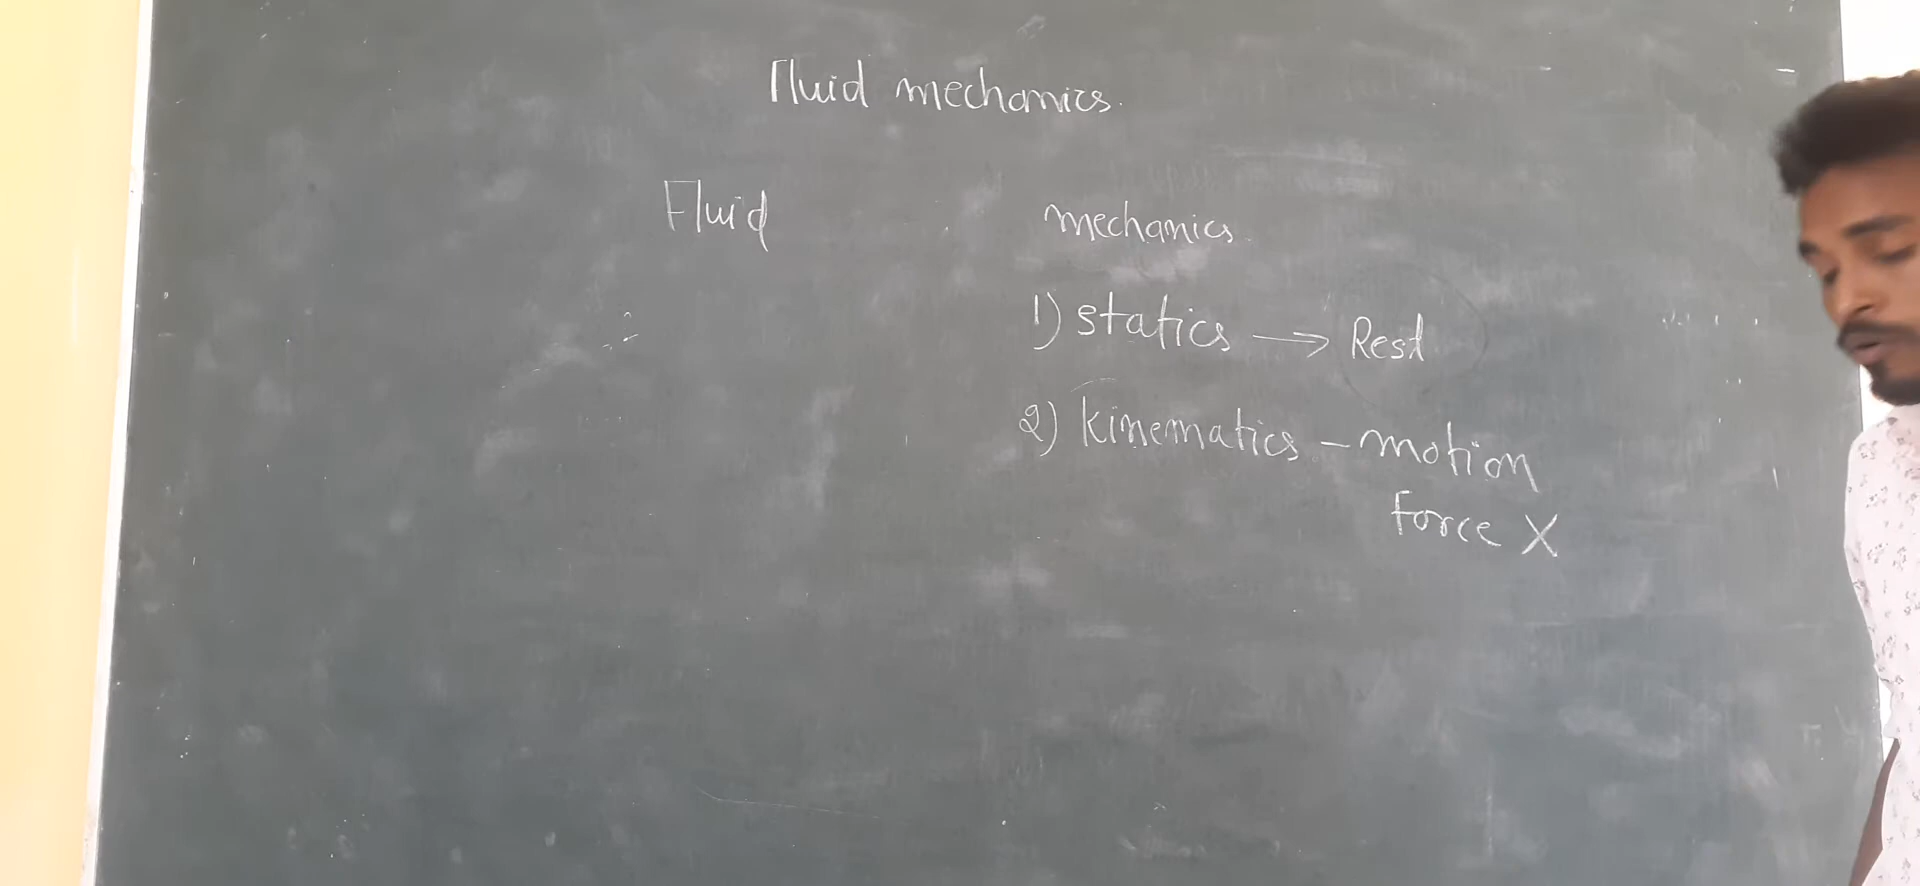 Fluid mechanics.
Fluid mechanics
1) statics → Rest
2) kinematics - motion
force X